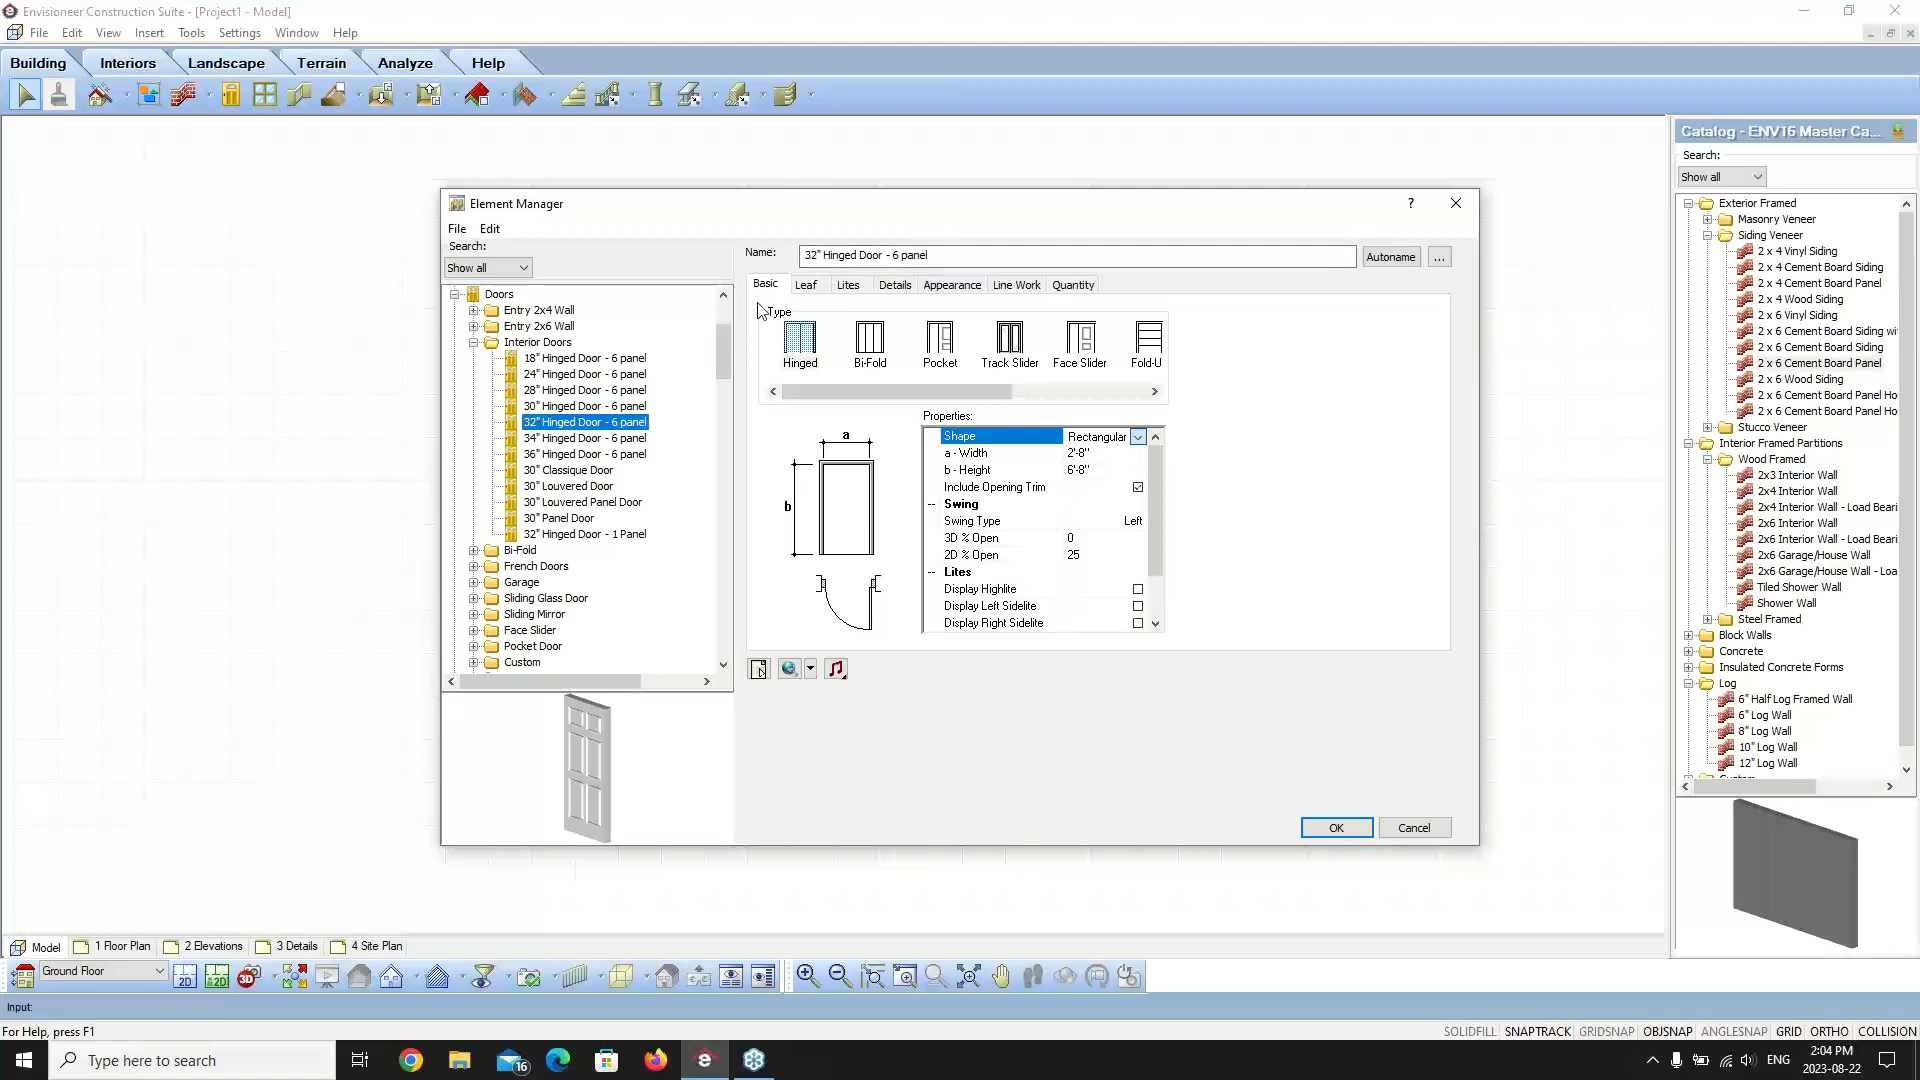 Envisioneer Construction Suite - [Project1 - Model]
File Edit View Insert Tools Settings Window Help
Building Interiors Landscape Terrain Analyze Help
Catalog - ENV16 Master Ca...
Search:
Show all
Exterior Framed
Masonry Veneer
Siding Veneer
2 x 4 Vinyl Siding
2 x 4 Cement Board Siding
2 x 4 Cement Board Panel
2 x 4 Wood Siding
2 x 6 Vinyl Siding
2 x 6 Cement Board Siding wi
2 x 6 Cement Board Siding
2 x 6 Cement Board Panel
2 x 6 Wood Siding
2 x 6 Cement Board Panel Ho
2 x 6 Cement Board Panel Ho
Stucco Veneer
Interior Framed Partitions
Wood Framed
2x3 Interior Wall
2x4 Interior Wall
2x4 Interior Wall - Load Beari
2x6 Interior Wall
2x6 Interior Wall - Load Beari
2x6 Garage/House Wall
2x6 Garage/House Wall - Loa
Tiled Shower Wall
Shower Wall
Steel Framed
Block Walls
Concrete
Insulated Concrete Forms
Log
6" Half Log Framed Wall
6" Log Wall
8" Log Wall
10" Log Wall
12" Log Wall
Element Manager
?
File Edit
Search:
Show all
Doors
Entry 2x4 Wall
Entry 2x6 Wall
Interior Doors
18" Hinged Door - 6 panel
24" Hinged Door - 6 panel
28" Hinged Door - 6 panel
30" Hinged Door - 6 panel
32" Hinged Door - 6 panel
34" Hinged Door - 6 panel
36" Hinged Door - 6 panel
30" Classique Door
30" Louvered Door
30" Louvered Panel Door
30" Panel Door
32" Hinged Door - 1 Panel
Bi-Fold
French Doors
Garage
Sliding Glass Door
Sliding Mirror
Face Slider
Pocket Door
Custom
Name: 32" Hinged Door - 6 panel Autoname ...
Basic Leaf Lites Details Appearance Line Work Quantity
Type
Hinged Bi-Fold Pocket Track Slider Face Slider Fold-U
a
b
Properties:
Shape Rectangular
a - Width 2'-8"
b - Height 6'-8"
Include Opening Trim
Swing
Swing Type Left
3D % Open 0
2D % Open 25
Lites
Display Highlite
Display Left Sidelite
Display Right Sidelite
OK Cancel
Model 1 Floor Plan 2 Elevations 3 Details 4 Site Plan
Ground Floor 2D 2D 3D
Input:
For Help, press F1
SOLIDFILL SNAPTRACK GRIDSNAP OBJSNAP ANGLESNAP GRID ORTHO COLLISION
Type here to search
16
ENG
2:04 PM
2023-08-22